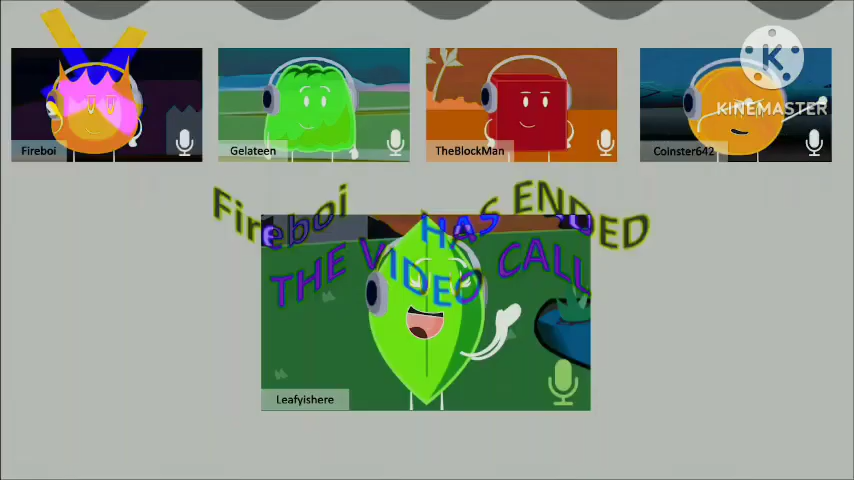 K
KINEMASTER
Fireboi
Gelateen
TheBlockMan
Coinster642
Fireboi HAS ENDED
THE VIDEO CALL
Leafyishere